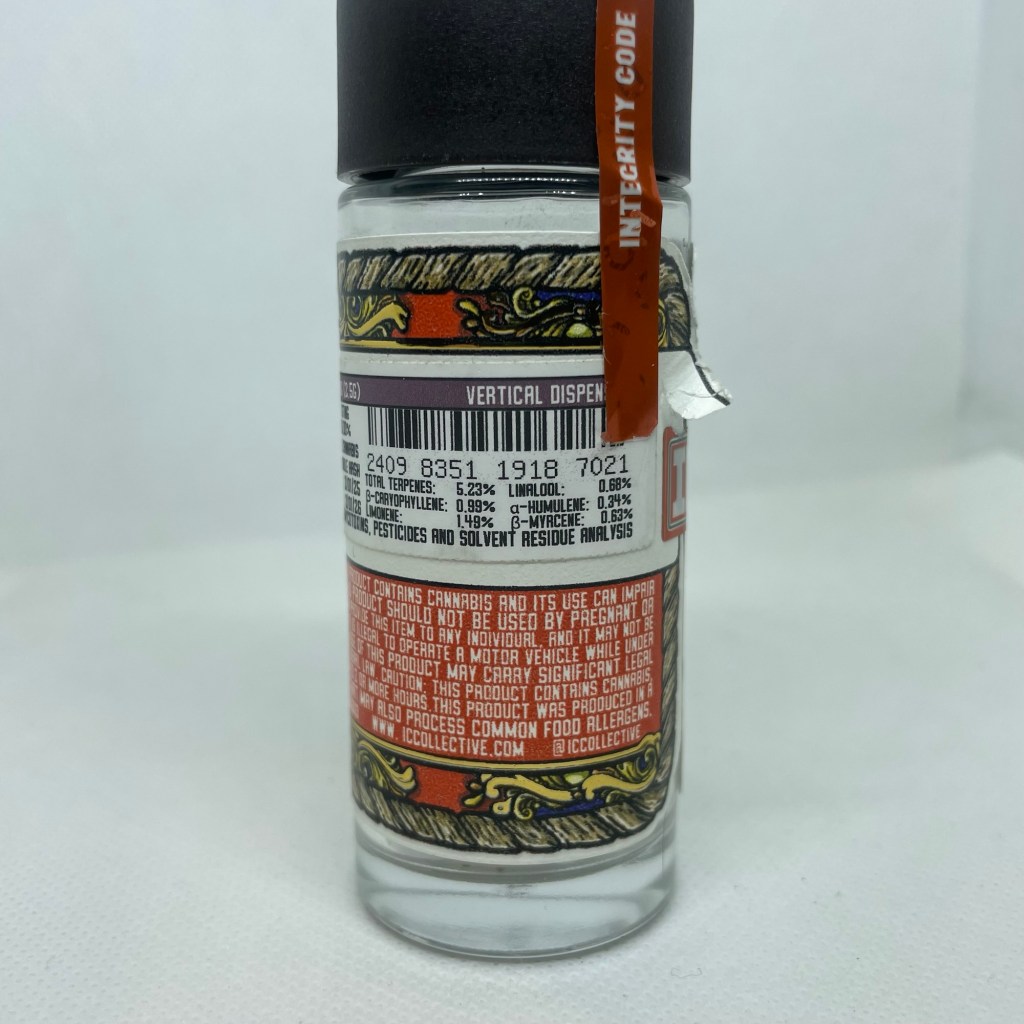 INTEGRITY CODE
(3.5G) VERTICAL
2409 8351 1918 7021
TOTAL TERPENES: 5.23% LINALOOL: 0.68%
β-CARYOPHYLLENE: 0.99% α-HUMULENE: 0.34%
LIMONENE: 1.49% β-MYRCENE: 0.63%
PESTICIDES AND SOLVENT RESIDUE ANALYSIS
CONTAINS CANNABIS AND ITS USE CAN IMPAIR
PRODUCT SHOULD NOT BE USED BY PREGNANT OR
THIS ITEM TO ANY INDIVIDUAL, AND IT MAY NOT BE
TO OPERATE A MOTOR VEHICLE WHILE UNDER
OF THIS PRODUCT MAY CARRY SIGNIFICANT LEGAL
LAW. CAUTION: THIS PRODUCT CONTAINS CANNABIS,
OR MORE HOURS. THIS PRODUCT WAS PRODUCED IN A
MAY ALSO PROCESS COMMON FOOD ALLERGENS.
WWW.ICCOLLECTIVE.COM @ICCOLLECTIVE